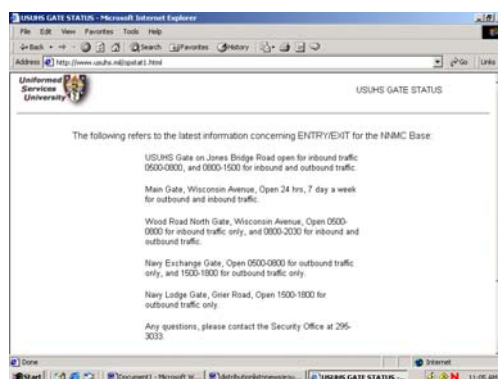 USUHS GATE STATUS - Microsoft Internet Explorer
File Edit View Favorites Tools Help
Back Search Favorites History
Address http://www.usuhs.mil/opstat1.html Go Links
Uniformed
Services
University
USUHS GATE STATUS
The following refers to the latest information concerning ENTRY/EXIT for the NNMC Base:
USUHS Gate on Jones Bridge Road open for inbound traffic
0500-0800, and 0800-1500 for inbound and outbound traffic.
Main Gate, Wisconsin Avenue, Open 24 hrs, 7 day a week
for outbound and inbound traffic.
Wood Road North Gate, Wisconsin Avenue, Open 0500-
0800 for inbound traffic only, and 0800-2030 for inbound and
outbound traffic.
Navy Exchange Gate, Open 0500-0800 for outbound traffic
only, and 1500-1800 for outbound traffic only.
Navy Lodge Gate, Grier Road, Open 1500-1800 for
outbound traffic only.
Any questions, please contact the Security Office at 295-
3033.
Done Internet
Start Document1 - Microsoft W... USUHS GATE STATUS -... 11:05 AM